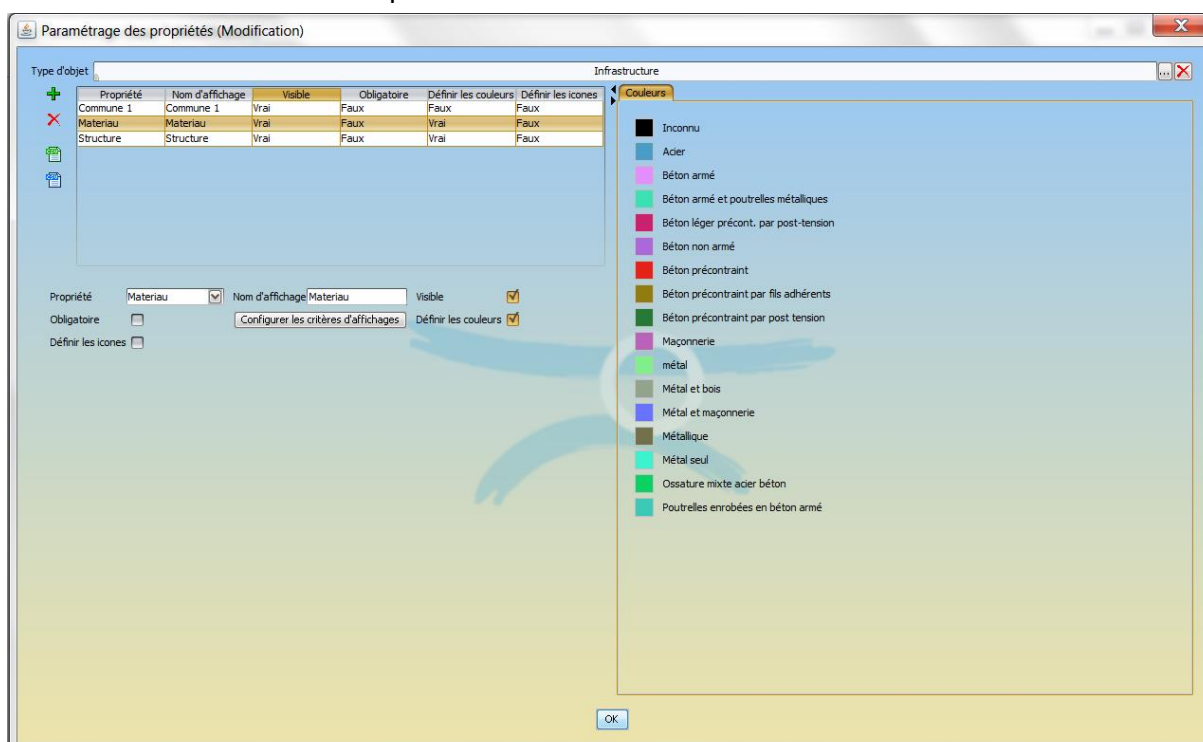 Paramétrage des propriétés (Modification)
X
Type d'objet Infrastructure ...
Propriété Nom d'affichage Visible Obligatoire Définir les couleurs Définir les icones
Commune 1 Commune 1 Vrai Faux Faux Faux
Materiau Materiau Vrai Faux Vrai Faux
Structure Structure Vrai Faux Vrai Faux
Propriété Materiau Nom d'affichage Materiau Visible
Obligatoire Configurer les critères d'affichages Définir les couleurs
Définir les icones
Couleurs
Inconnu
Acier
Béton armé
Béton armé et poutrelles métalliques
Béton léger précont. par post-tension
Béton non armé
Béton précontraint
Béton précontraint par fils adhérents
Béton précontraint par post tension
Maçonnerie
métal
Métal et bois
Métal et maçonnerie
Métallique
Métal seul
Ossature mixte acier béton
Poutrelles enrobées en béton armé
OK